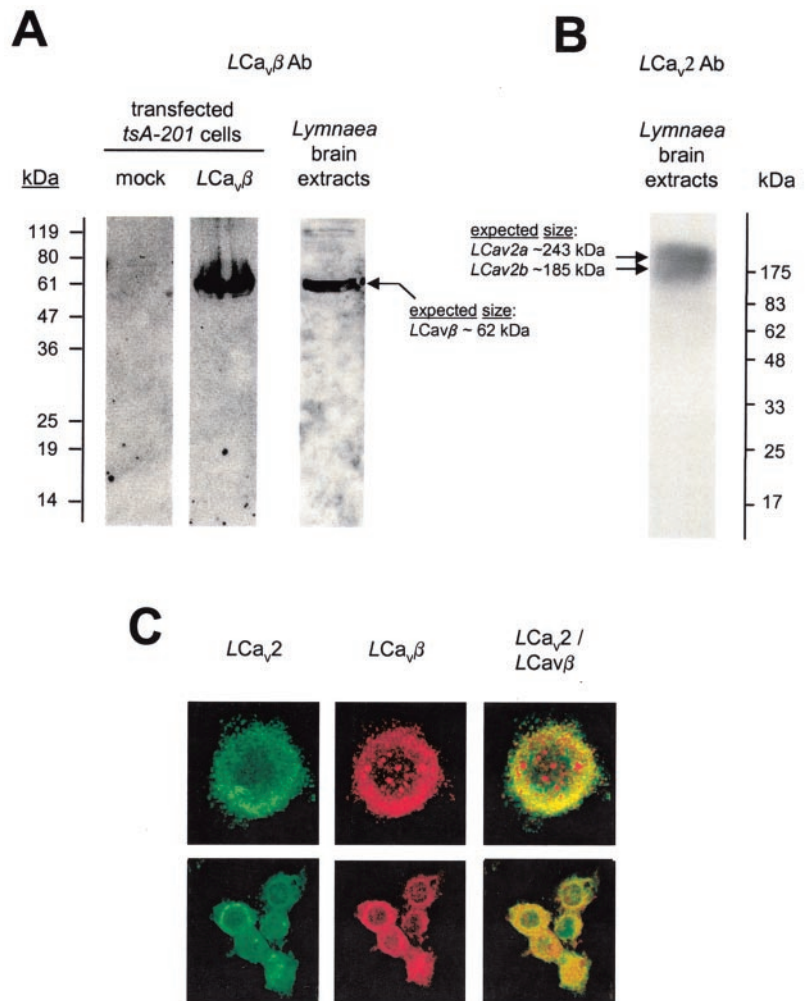 A
LCaᵥβ Ab
transfected
tsA-201 cells
kDa
mock
LCaᵥβ
Lymnaea
brain
extracts
119
80
61
47
36
25
19
14
expected size:
LCavβ ~ 62 kDa
B
LCaᵥ2 Ab
Lymnaea
brain
extracts
kDa
expected size:
LCav2a ~243 kDa
LCav2b ~185 kDa
175
83
62
48
33
25
17
C
LCaᵥ2
LCaᵥβ
LCaᵥ2 /
LCavβ